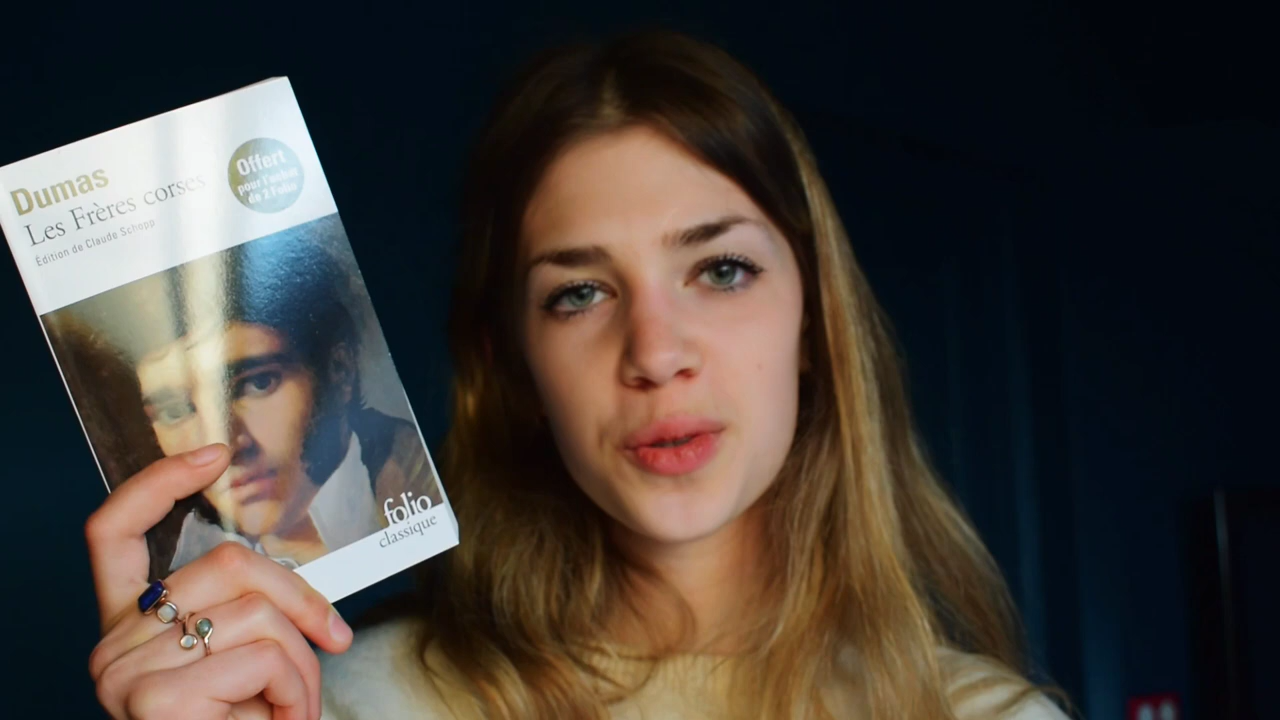 Dumas
Les Frères corses
Édition de Claude Schopp
Offert
pour l'achat
de 2 Folio
folio
classique